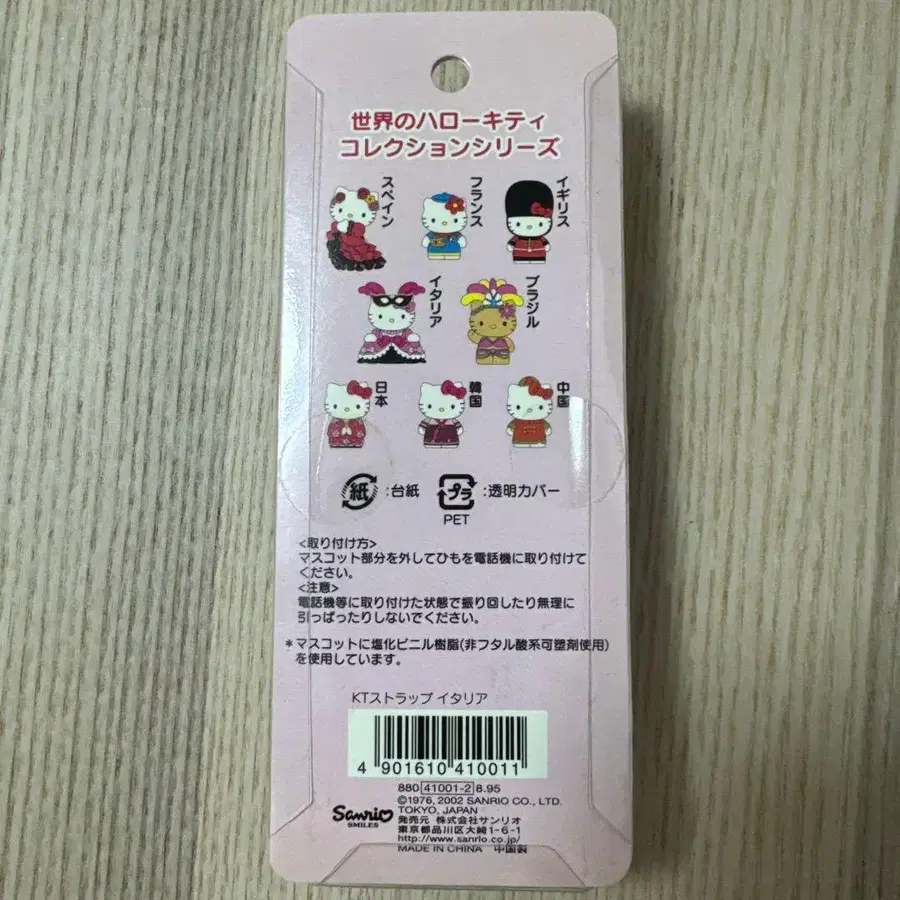 世界のハローキティ
コレクションシリーズ
スペイン
フランス
イギリス
イタリア
ブラジル
日本
韓国
中国
紙 :台紙
プラ :透明カバー
PET
<取り付け方>
マスコット部分を外してひもを電話機に取り付けて
ください。
<注意>
電話機等に取り付けた状態で振り回したり無理に
引っぱったりしないでください。
*マスコットに塩化ビニル樹脂(非フタル酸系可塑剤使用)
を使用しています。
KTストラップ イタリア
4 901610 410011
880 41001-2 8.95
©1976, 2002 SANRIO CO., LTD.
TOKYO, JAPAN
Sanrio
SMILES
発売元 株式会社サンリオ
東京都品川区大崎1-6-1
http://www.sanrio.co.jp/
MADE IN CHINA 中国製